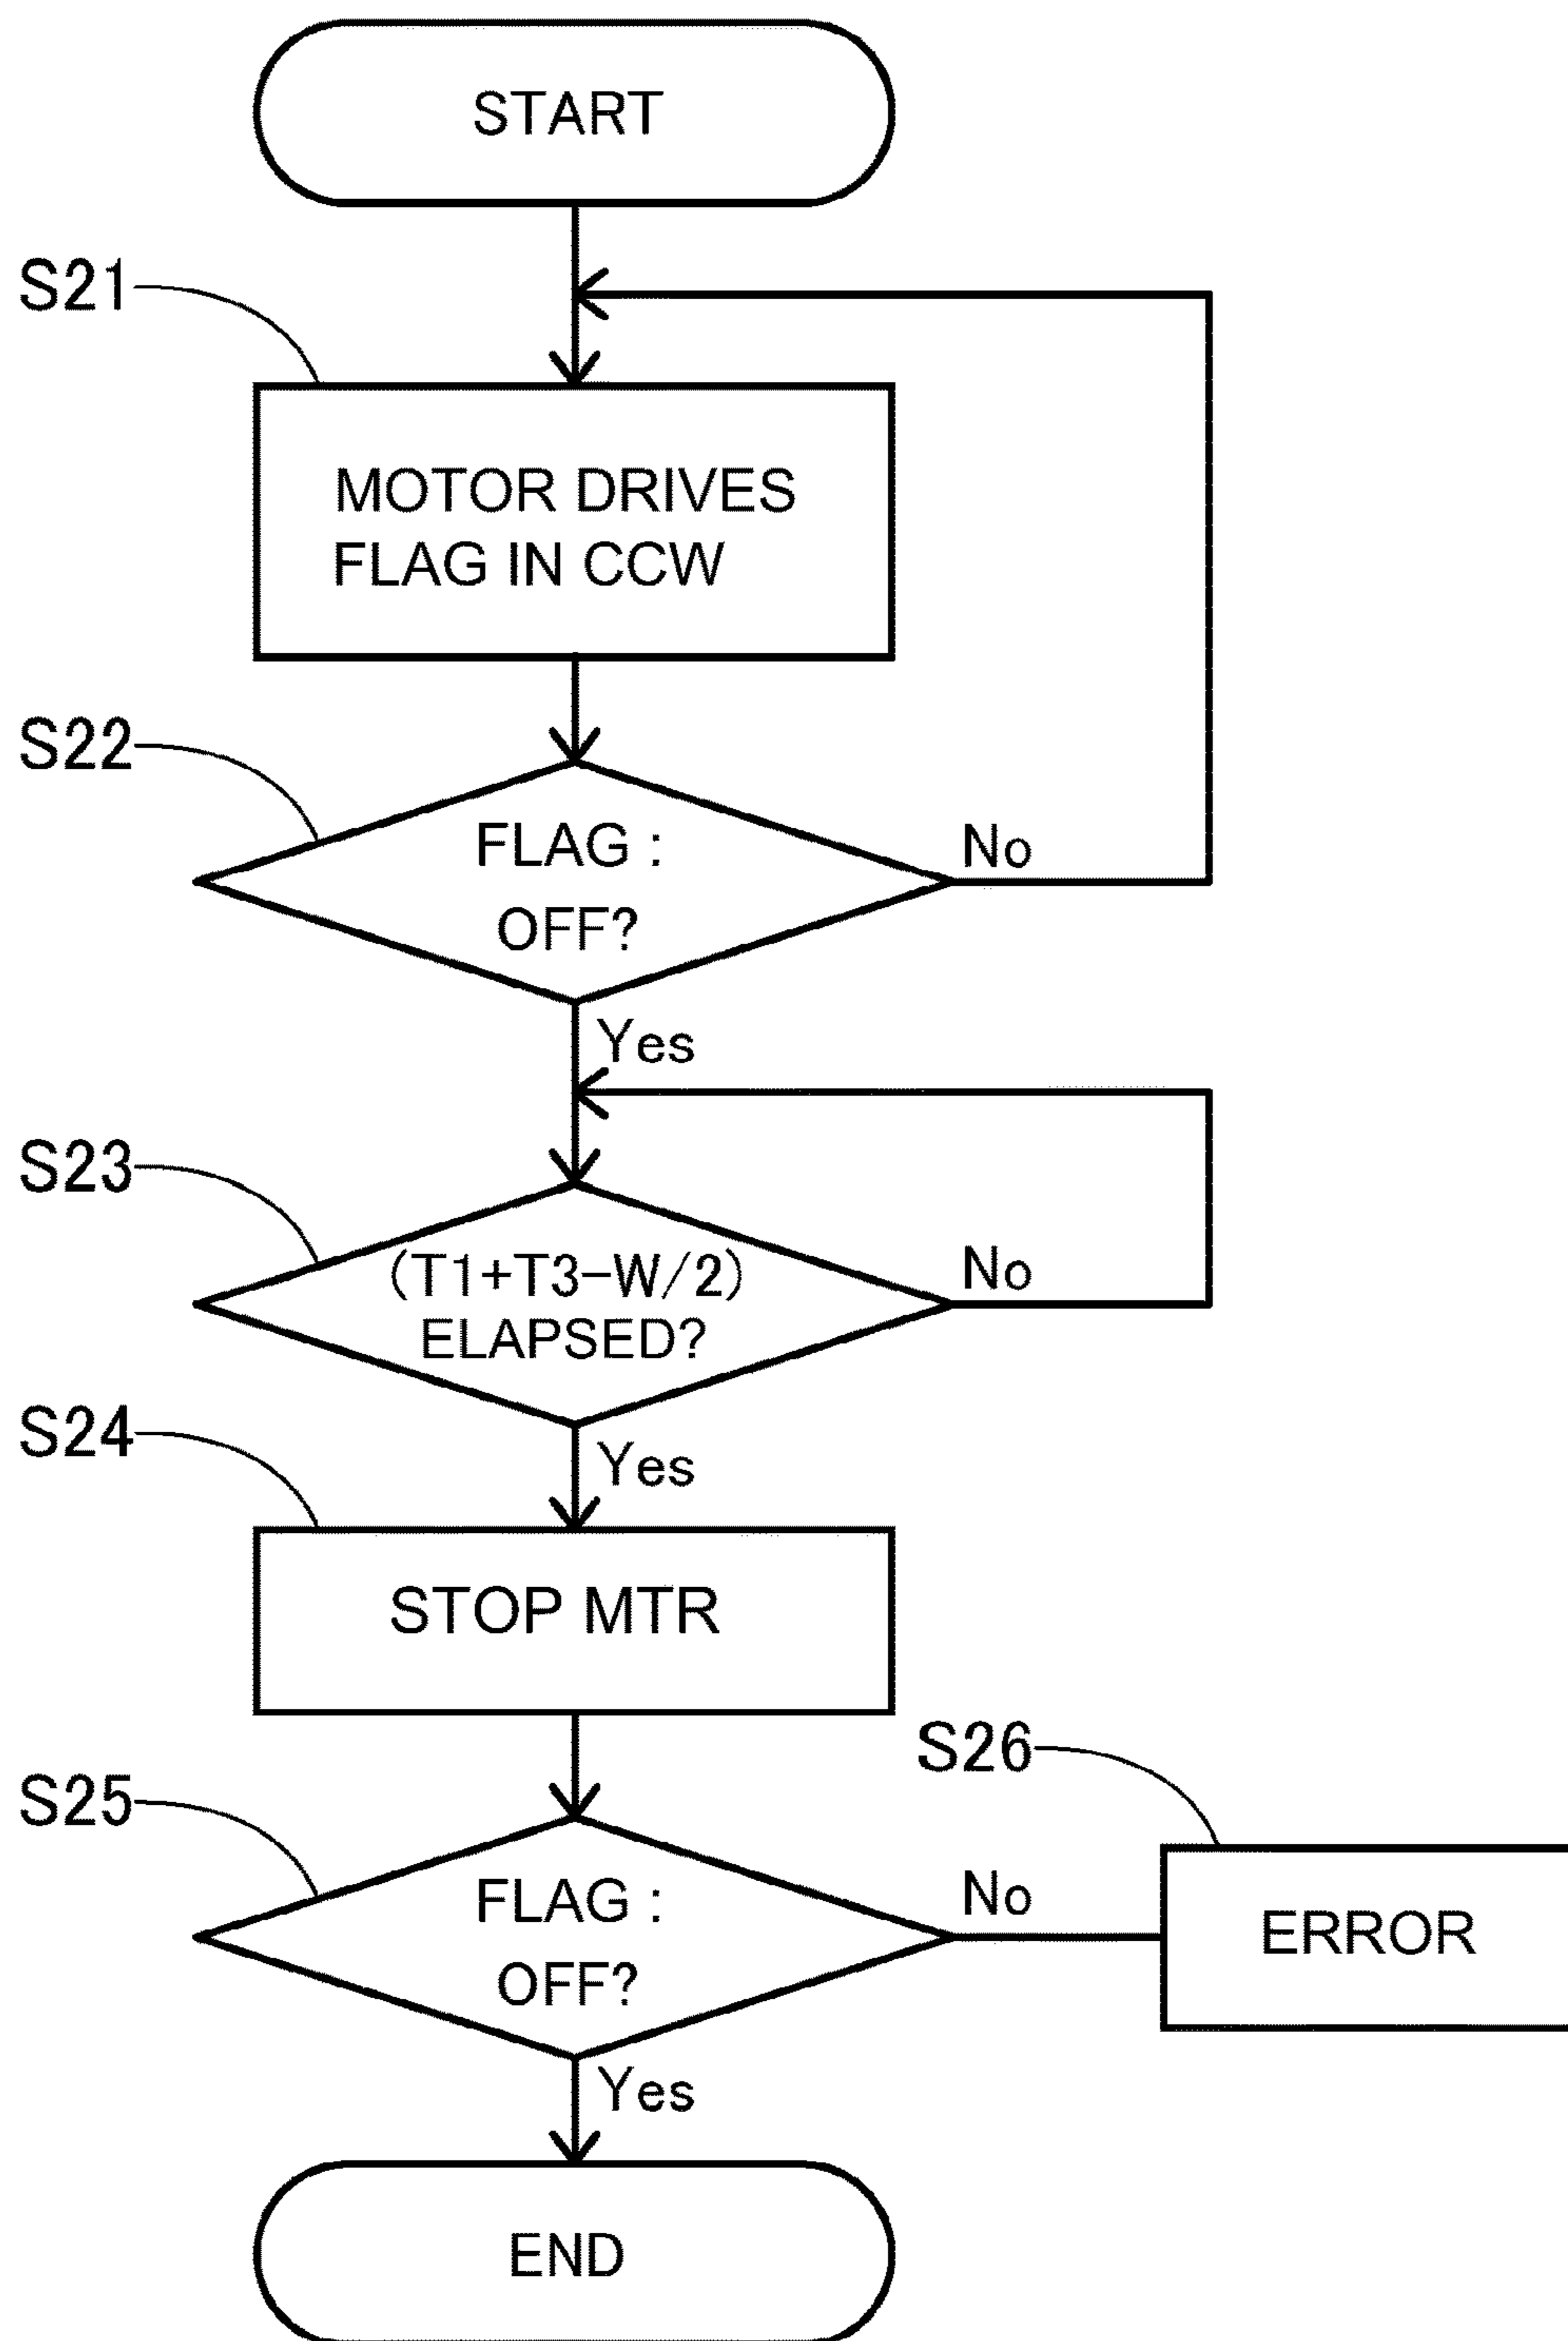 START
S21
MOTOR DRIVES
FLAG IN CCW
S22
FLAG :
OFF?
No
Yes
S23
(T1+T3-W/2)
ELAPSED?
No
S24
Yes
STOP MTR
S26
S25
FLAG :
OFF?
No
ERROR
Yes
END